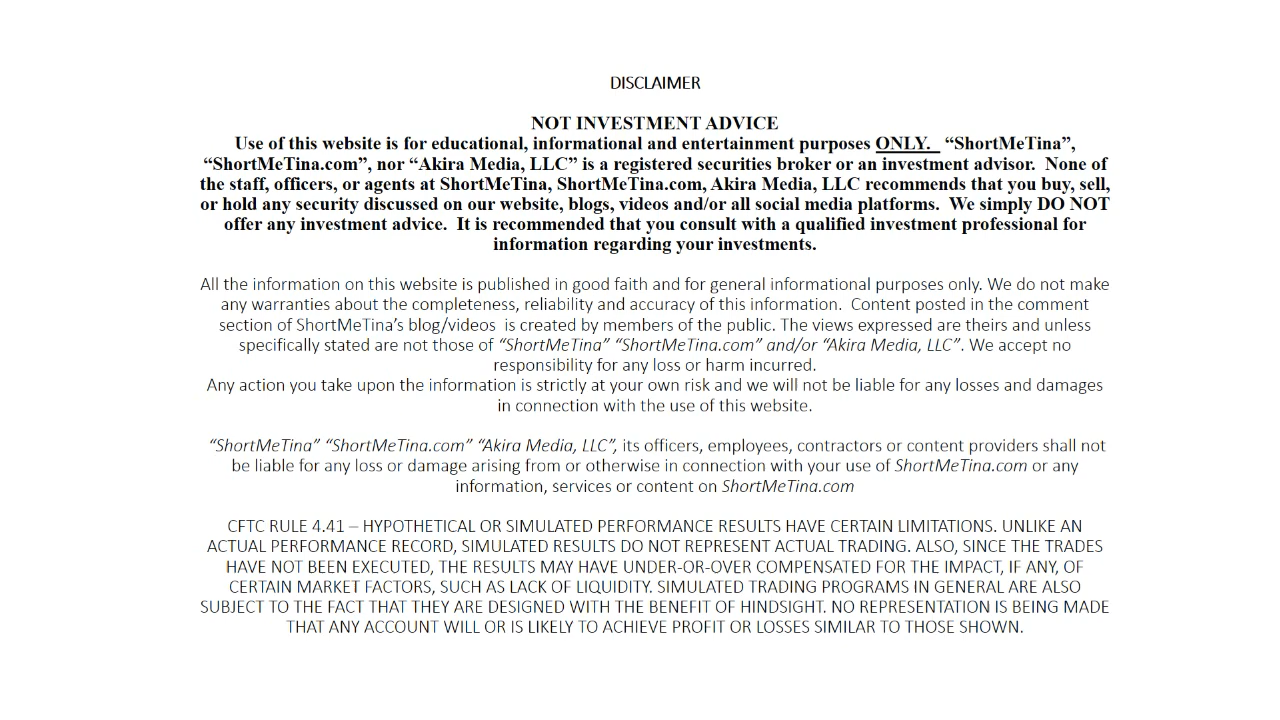 DISCLAIMER
NOT INVESTMENT ADVICE
Use of this website is for educational, informational and entertainment purposes ONLY. “ShortMeTina”,
“ShortMeTina.com”, nor “Akira Media, LLC” is a registered securities broker or an investment advisor. None of
the staff, officers, or agents at ShortMeTina, ShortMeTina.com, Akira Media, LLC recommends that you buy, sell,
or hold any security discussed on our website, blogs, videos and/or all social media platforms. We simply DO NOT
offer any investment advice. It is recommended that you consult with a qualified investment professional for
information regarding your investments.
All the information on this website is published in good faith and for general informational purposes only. We do not make
any warranties about the completeness, reliability and accuracy of this information. Content posted in the comment
section of ShortMeTina’s blog/videos is created by members of the public. The views expressed are theirs and unless
specifically stated are not those of “ShortMeTina” “ShortMeTina.com” and/or “Akira Media, LLC”. We accept no
responsibility for any loss or harm incurred.
Any action you take upon the information is strictly at your own risk and we will not be liable for any losses and damages
in connection with the use of this website.
“ShortMeTina” “ShortMeTina.com” “Akira Media, LLC”, its officers, employees, contractors or content providers shall not
be liable for any loss or damage arising from or otherwise in connection with your use of ShortMeTina.com or any
information, services or content on ShortMeTina.com
CFTC RULE 4.41 – HYPOTHETICAL OR SIMULATED PERFORMANCE RESULTS HAVE CERTAIN LIMITATIONS. UNLIKE AN
ACTUAL PERFORMANCE RECORD, SIMULATED RESULTS DO NOT REPRESENT ACTUAL TRADING. ALSO, SINCE THE TRADES
HAVE NOT BEEN EXECUTED, THE RESULTS MAY HAVE UNDER-OR-OVER COMPENSATED FOR THE IMPACT, IF ANY, OF
CERTAIN MARKET FACTORS, SUCH AS LACK OF LIQUIDITY. SIMULATED TRADING PROGRAMS IN GENERAL ARE ALSO
SUBJECT TO THE FACT THAT THEY ARE DESIGNED WITH THE BENEFIT OF HINDSIGHT. NO REPRESENTATION IS BEING MADE
THAT ANY ACCOUNT WILL OR IS LIKELY TO ACHIEVE PROFIT OR LOSSES SIMILAR TO THOSE SHOWN.